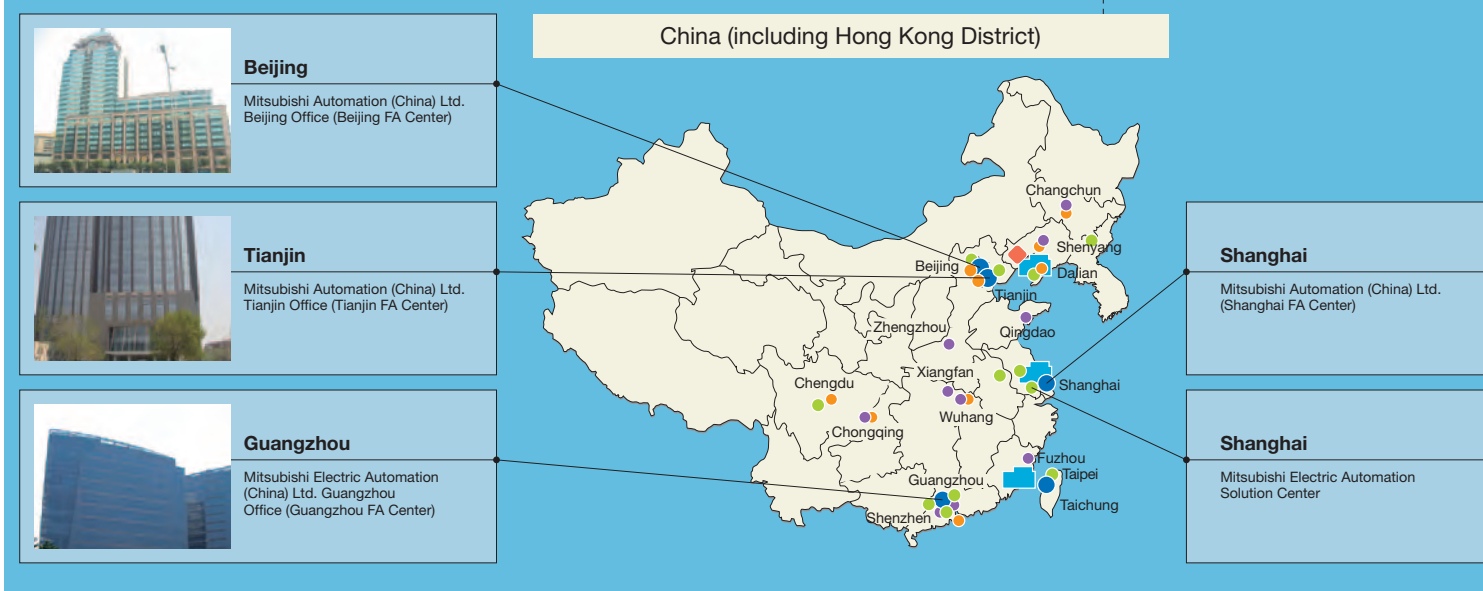 China (including Hong Kong District)
Beijing
Mitsubishi Automation (China) Ltd.
Beijing Office (Beijing FA Center)
Tianjin
Mitsubishi Automation (China) Ltd.
Tianjin Office (Tianjin FA Center)
Guangzhou
Mitsubishi Electric Automation
(China) Ltd. Guangzhou
Office (Guangzhou FA Center)
Changchun
Shenyang
Beijing
Dalian
Tianjin
Zhengzhou
Qingdao
Xiangfan
Chengdu
Shanghai
Wuhang
Chongqing
Fuzhou
Guangzhou
Taipei
Shenzhen
Taichung
Shanghai
Mitsubishi Automation (China) Ltd.
(Shanghai FA Center)
Shanghai
Mitsubishi Electric Automation
Solution Center